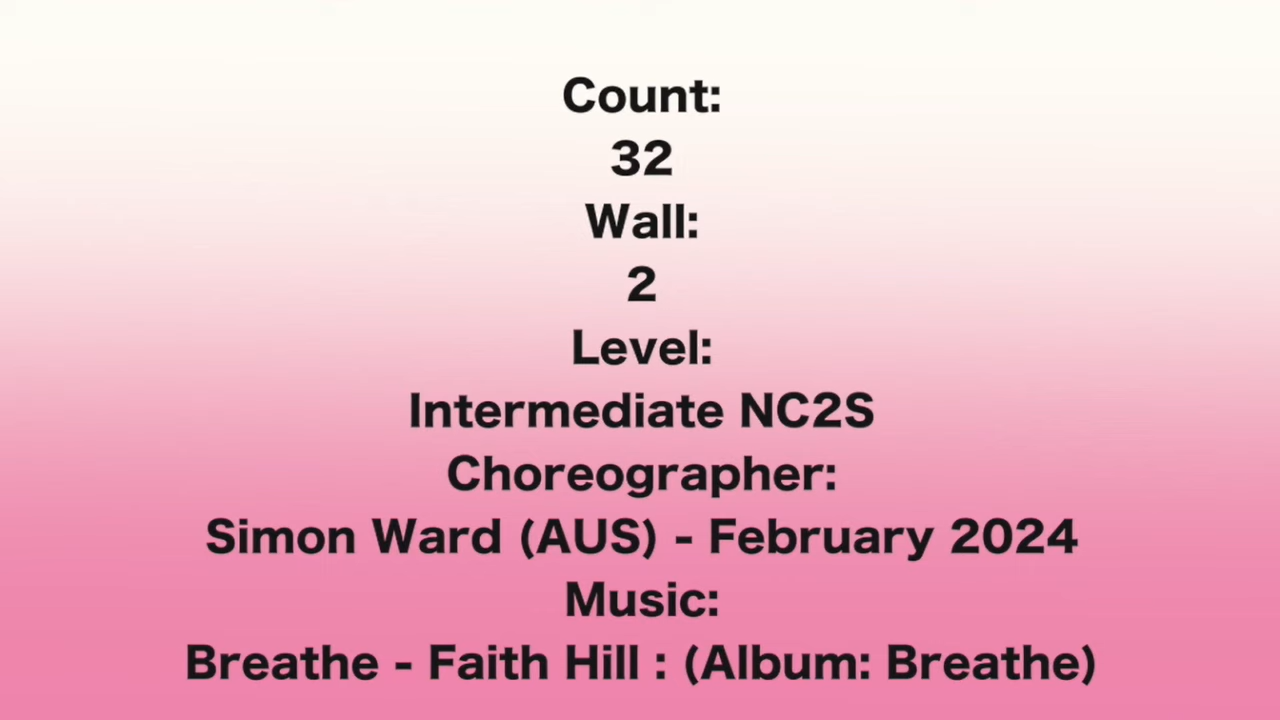 Count:
32
Wall:
2
Level:
Intermediate NC2S
Choreographer:
Simon Ward (AUS) - February 2024
Music:
Breathe - Faith Hill : (Album: Breathe)